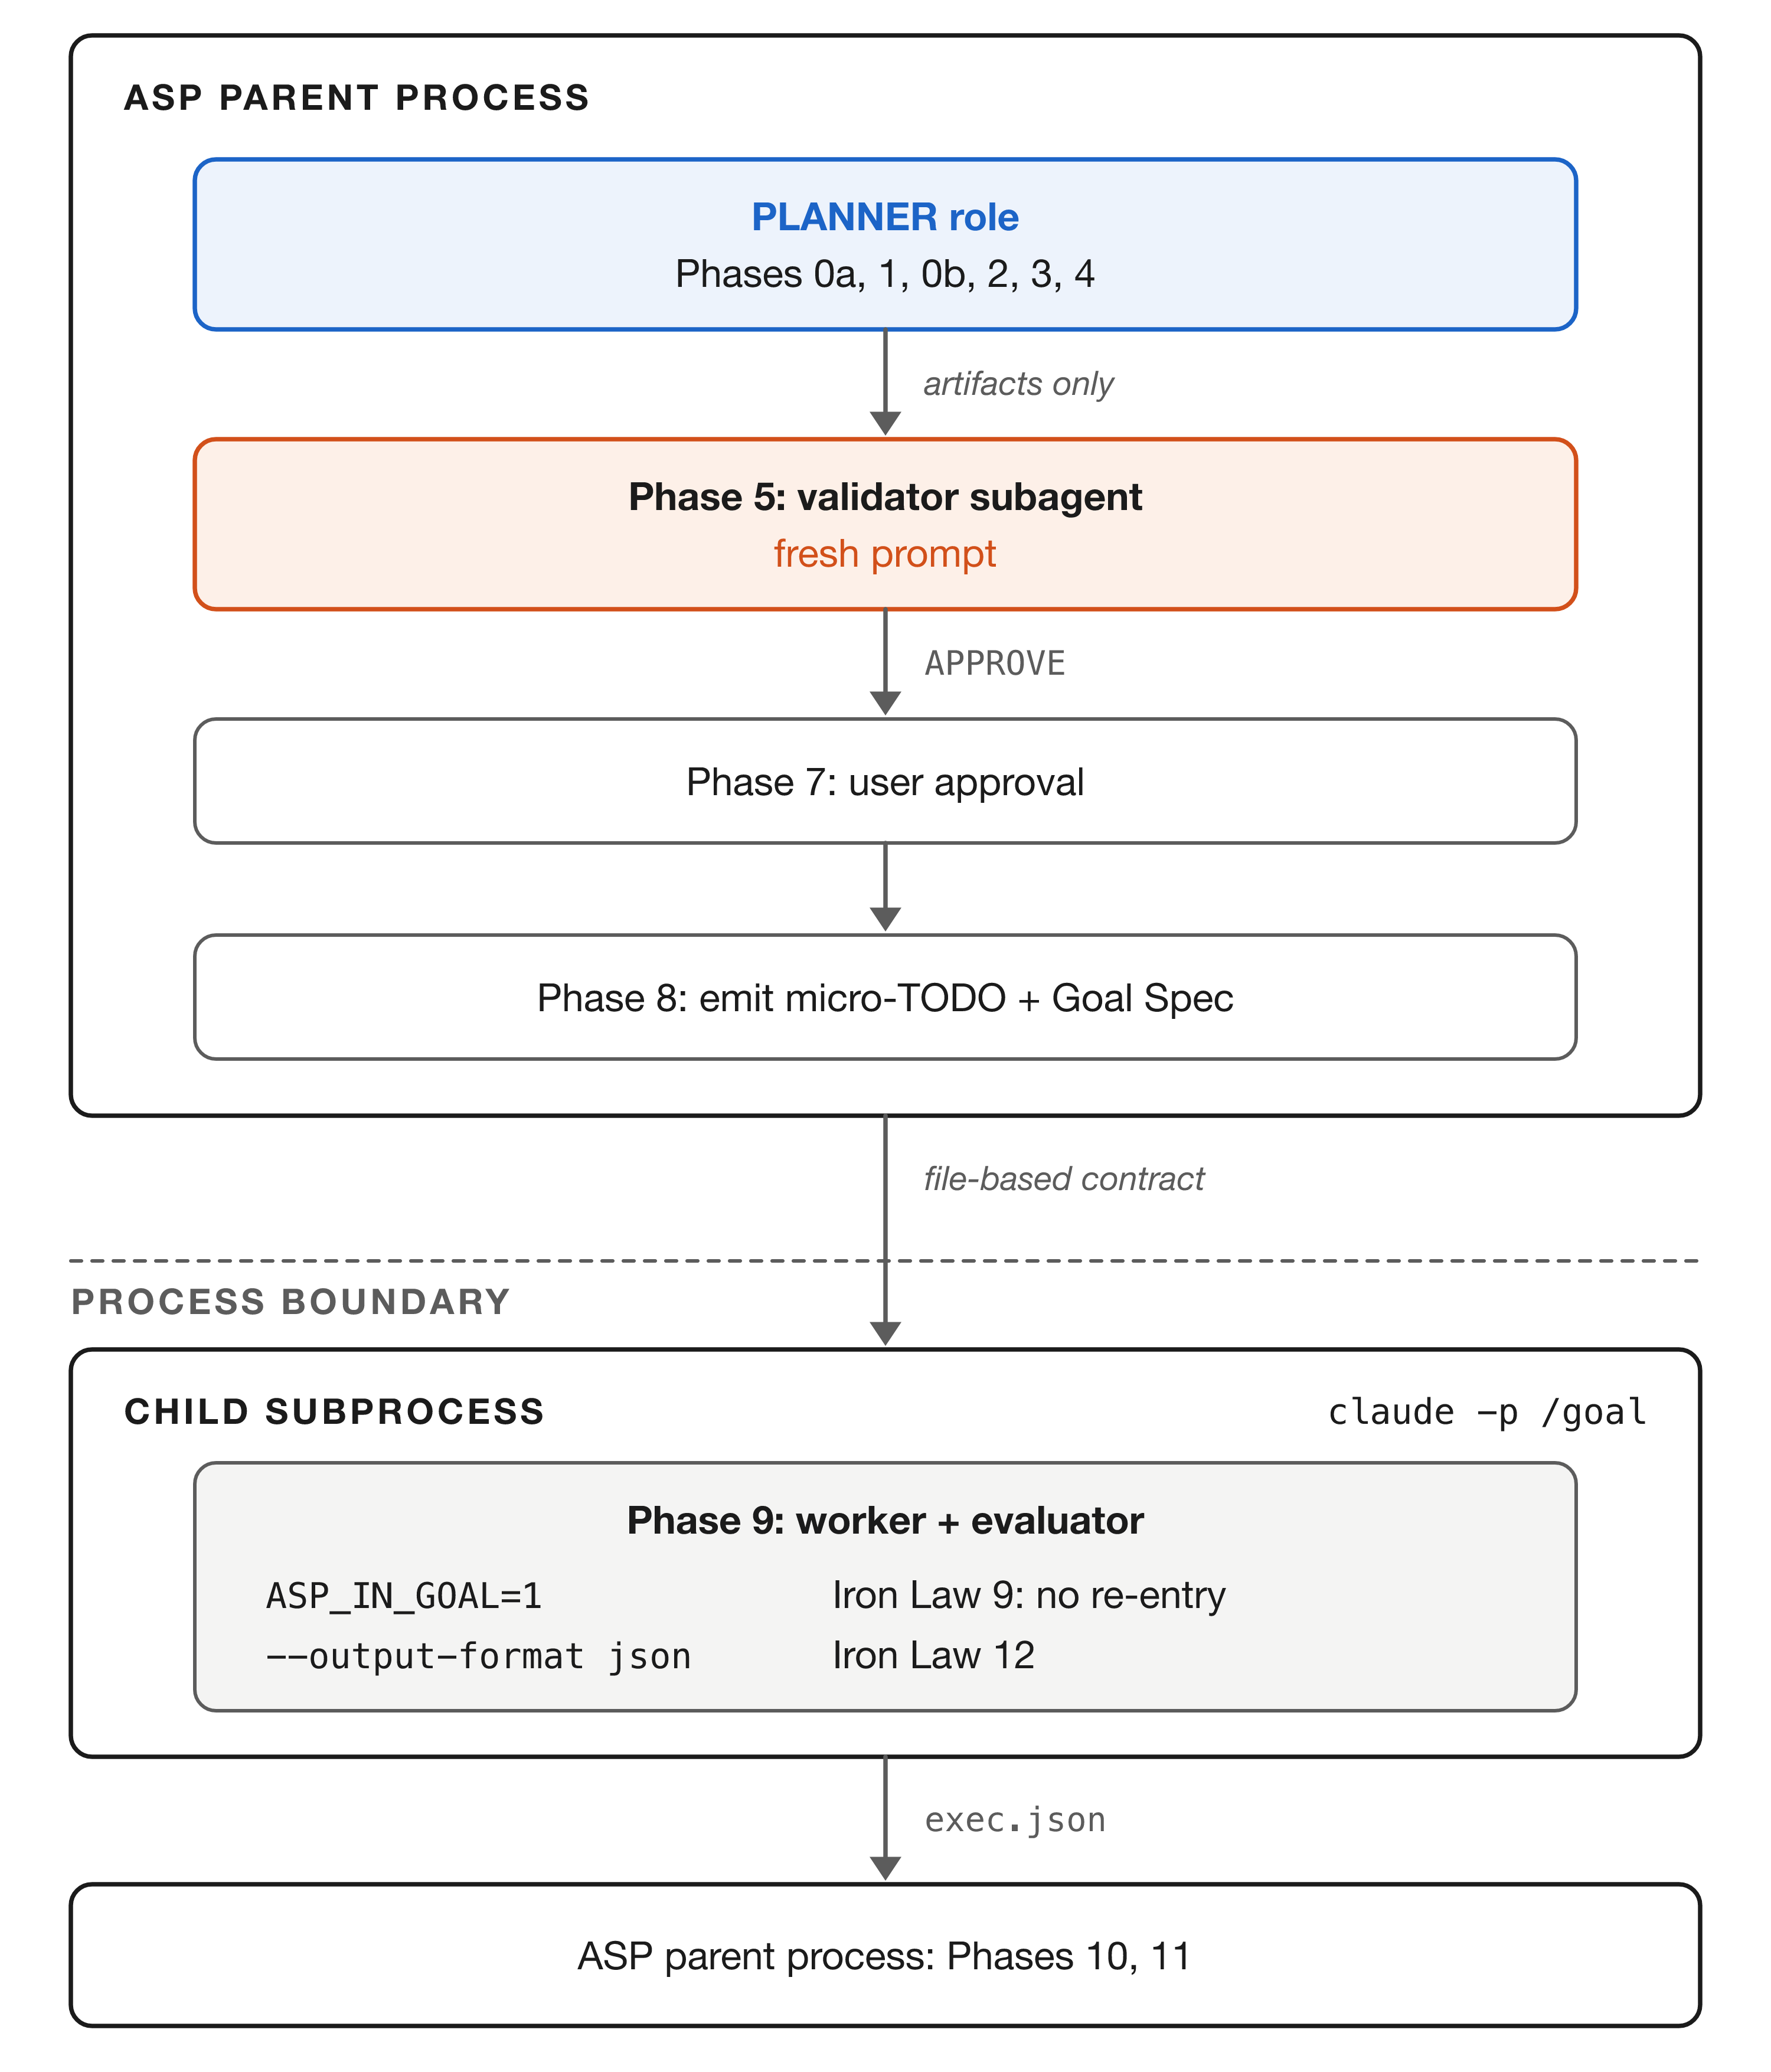 ASP PARENT PROCESS
PLANNER role
Phases 0a, 1, 0b, 2, 3, 4
artifacts only
Phase 5: validator subagent
fresh prompt
APPROVE
Phase 7: user approval
Phase 8: emit micro-TODO + Goal Spec
file-based contract
PROCESS BOUNDARY
CHILD SUBPROCESS claude -p /goal
Phase 9: worker + evaluator
ASP_IN_GOAL=1 Iron Law 9: no re-entry
--output-format json Iron Law 12
exec.json
ASP parent process: Phases 10, 11